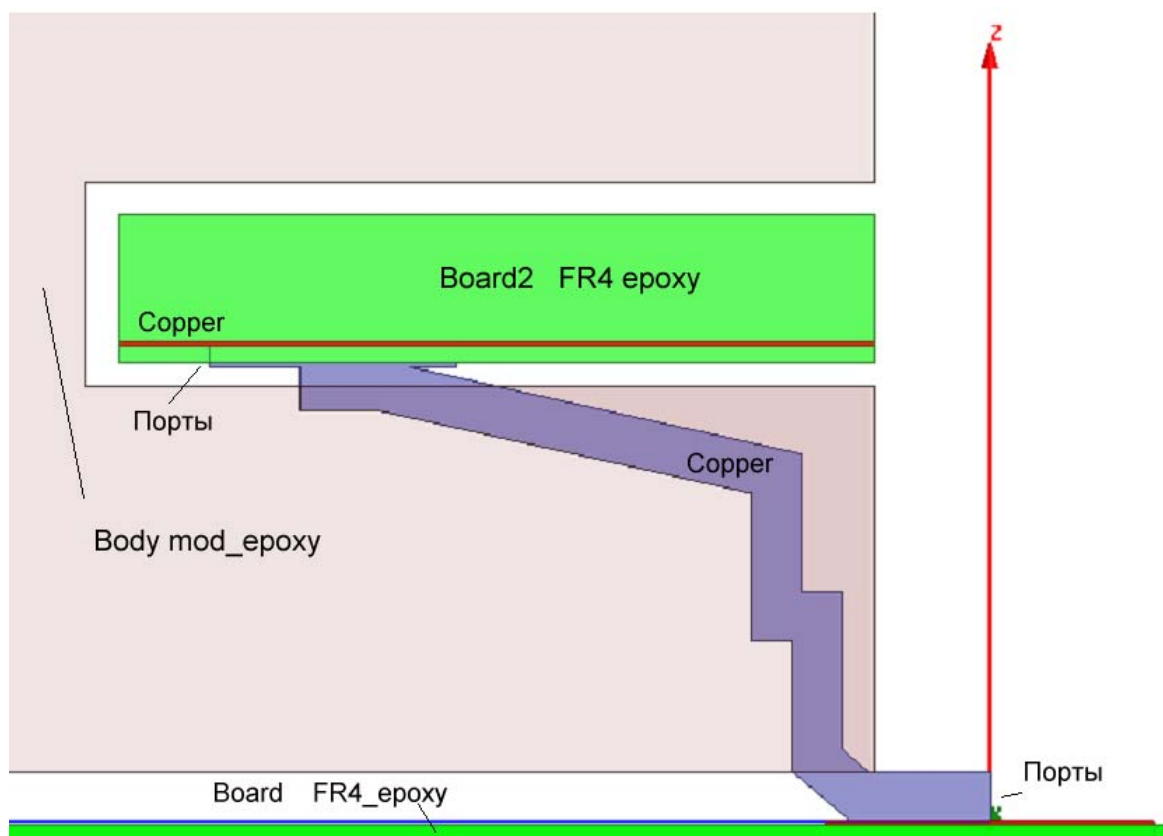 z
Board2 FR4 epoxy
Copper
Порты
Copper
Body mod_epoxy
Порты
Board FR4_epoxy